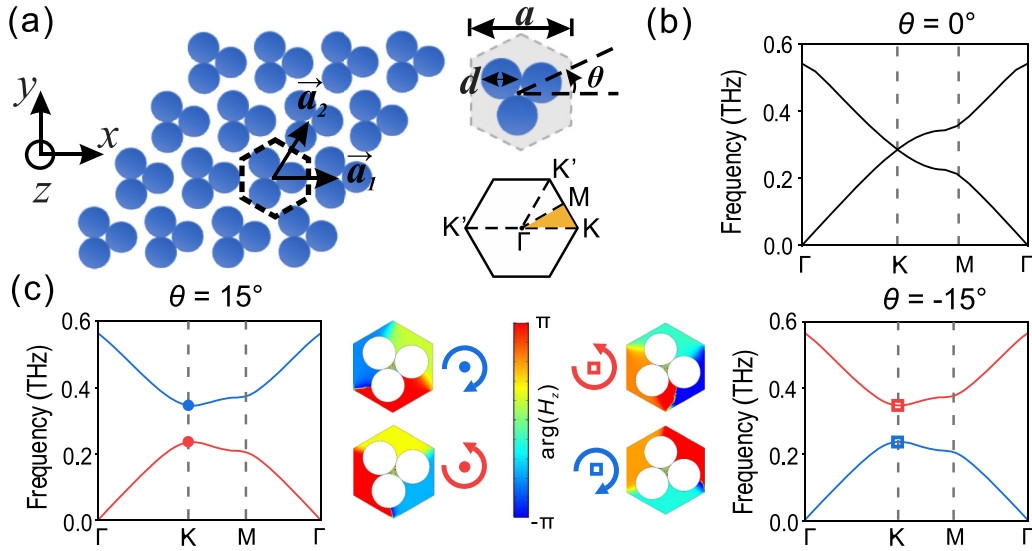 (a)
y
x
z
a₂
a₁
a
d
θ
K'
M
K'
Γ
K
(b)
θ = 0°
Frequency (THz)
0.6
0.4
0.2
0.0
Γ K M Γ
(c)
θ = 15°
Frequency (THz)
0.6
0.4
0.2
0.0
Γ K M Γ
π
arg(H_z)
-π
θ = -15°
Frequency (THz)
0.6
0.4
0.2
0.0
Γ K M Γ